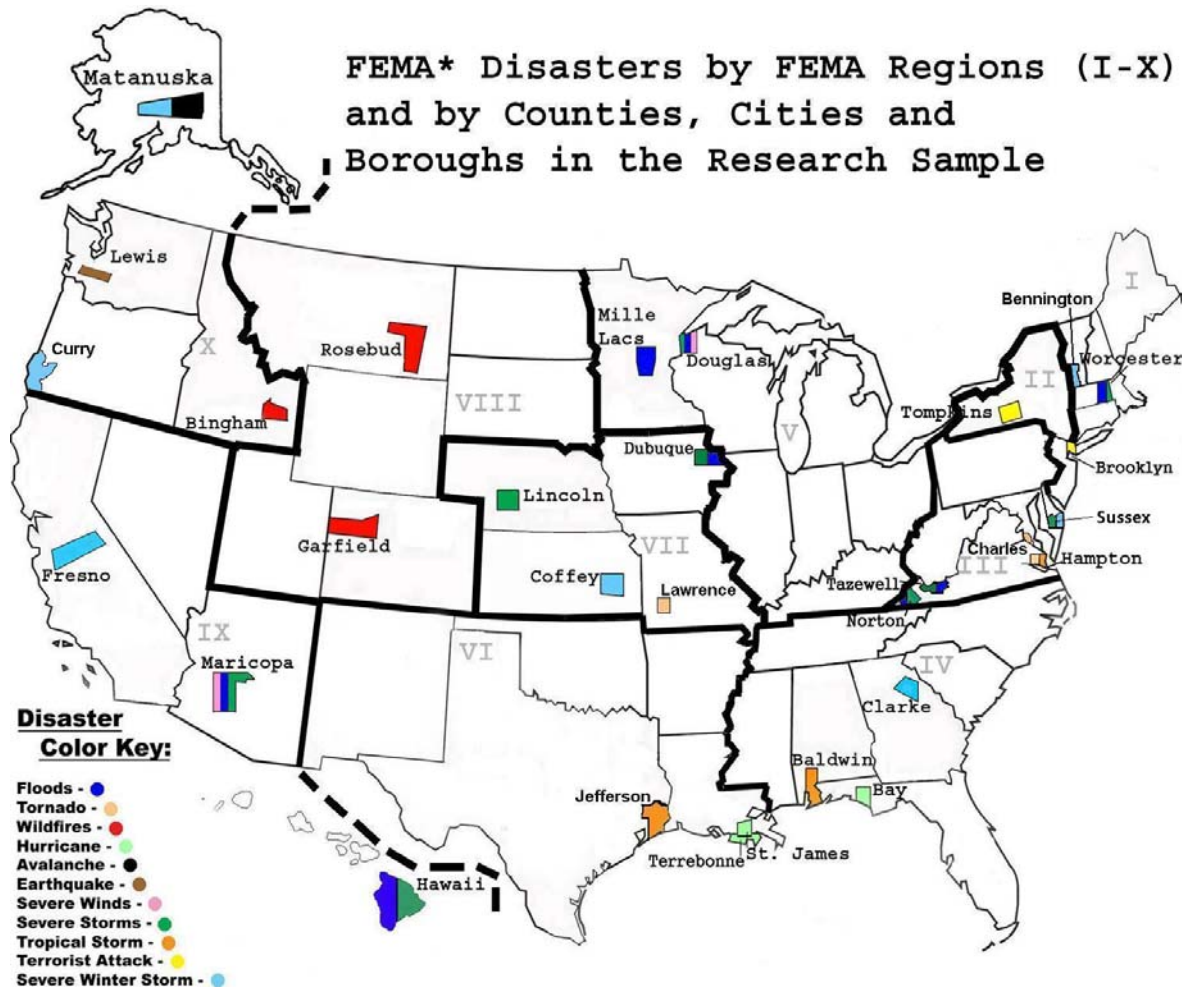 FEMA* Disasters by FEMA Regions (I-X)
and by Counties, Cities and
Boroughs in the Research Sample
Matanuska
Lewis
Curry
X
Bingham
Rosebud
VIII
Mille
Lacs
Douglas
V
Bennington
I
Worcester
II
Tompkins
Brooklyn
Dubuque
Lincoln
Garfield
Fresno
Coffey
VII
Lawrence
Sussex
Charles
III
Hampton
Tazewell
Norton
IX
Maricopa
VI
IV
Clarke
Baldwin
Bay
Jefferson
Terrebonne
St. James
Hawaii
Disaster
Color Key:
Floods -
Tornado -
Wildfires -
Hurricane -
Avalanche -
Earthquake -
Severe Winds -
Severe Storms -
Tropical Storm -
Terrorist Attack -
Severe Winter Storm -